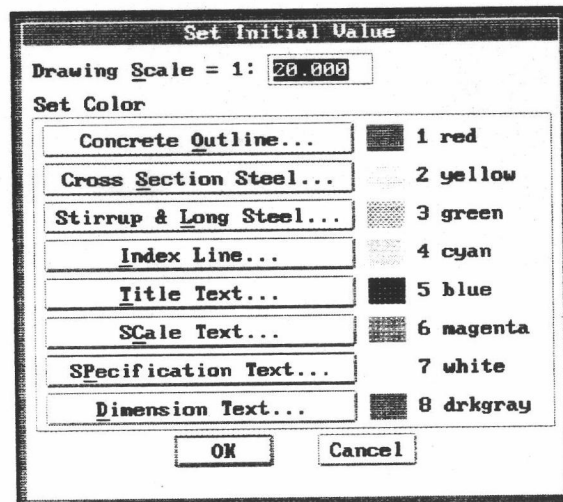 Set Initial Value
Drawing Scale = 1: 20.000
Set Color
Concrete Outline... 1 red
Cross Section Steel... 2 yellow
Stirrup & Long Steel... 3 green
Index Line... 4 cyan
Title Text... 5 blue
SCale Text... 6 magenta
SPecification Text... 7 white
Dimension Text... 8 drkgray
OK Cancel